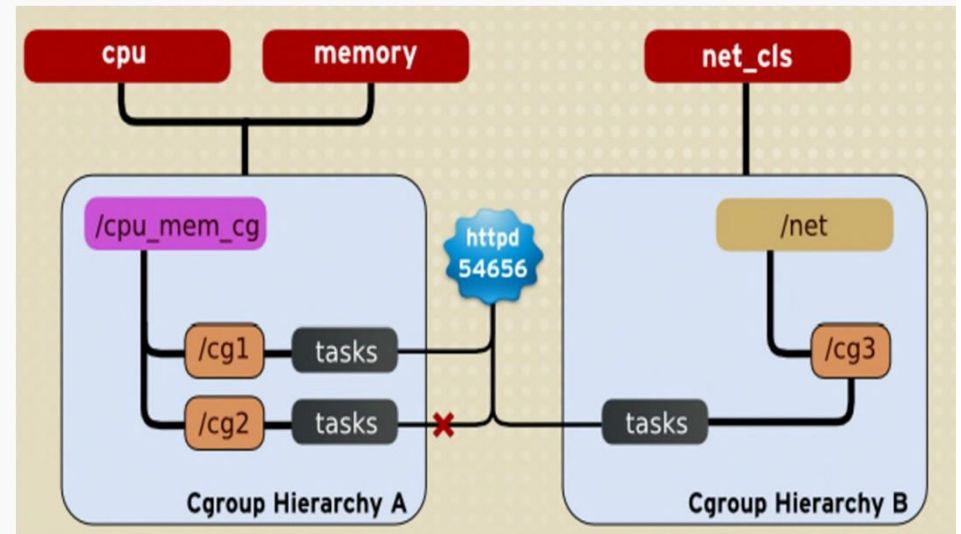 cpu
memory
net_cls
/cpu_mem_cg
httpd
54656
/net
/cg1
tasks
/cg3
/cg2
tasks
tasks
Cgroup Hierarchy A
Cgroup Hierarchy B